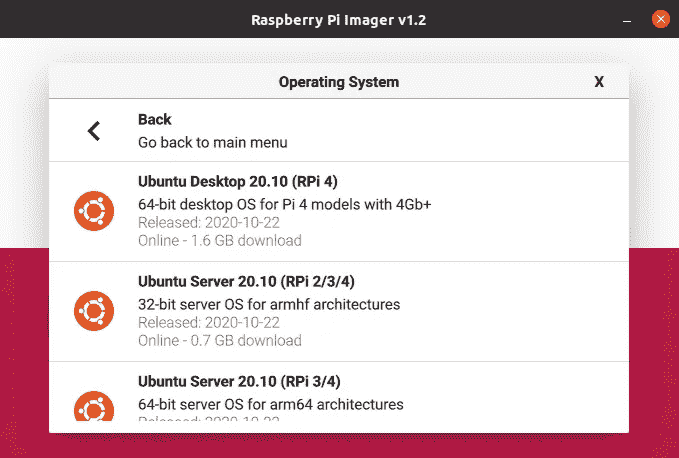 Raspberry Pi Imager v1.2
Operating System X
Back
Go back to main menu
Ubuntu Desktop 20.10 (RPi 4)
64-bit desktop OS for Pi 4 models with 4Gb+
Released: 2020-10-22
Online - 1.6 GB download
Ubuntu Server 20.10 (RPi 2/3/4)
32-bit server OS for armhf architectures
Released: 2020-10-22
Online - 0.7 GB download
Ubuntu Server 20.10 (RPi 3/4)
64-bit server OS for arm64 architectures
Released: 2020-10-22